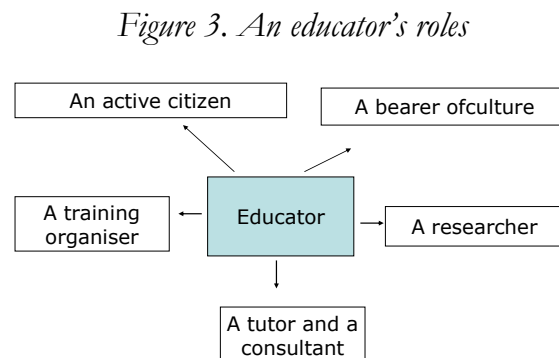 Figure 3. An educator's roles
An active citizen
A bearer ofculture
A training
organiser
Educator
A researcher
A tutor and a
consultant